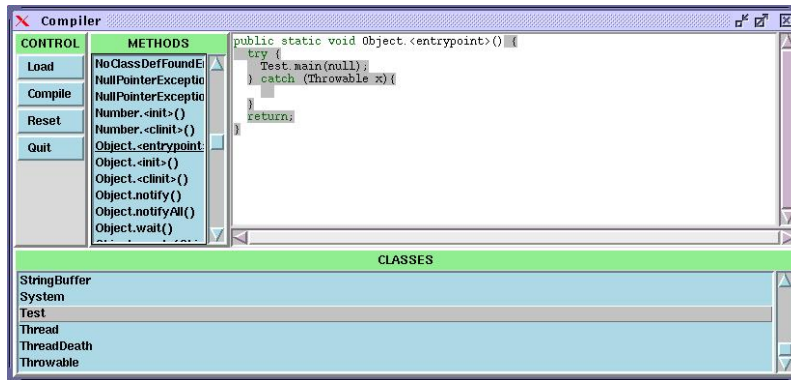 Compiler
CONTROL
Load
Compile
Reset
Quit
METHODS
NoClassDefFoundE
NullPointerExceptio
NullPointerExceptio
Number.<init>()
Number.<clinit>()
Object.<entrypoint>
Object.<init>()
Object.<clinit>()
Object.notify()
Object.notifyAll()
Object.wait()
public static void Object.<entrypoint>() {
try {
Test.main(null);
} catch (Throwable x){
}
return;
}
CLASSES
StringBuffer
System
Test
Thread
ThreadDeath
Throwable